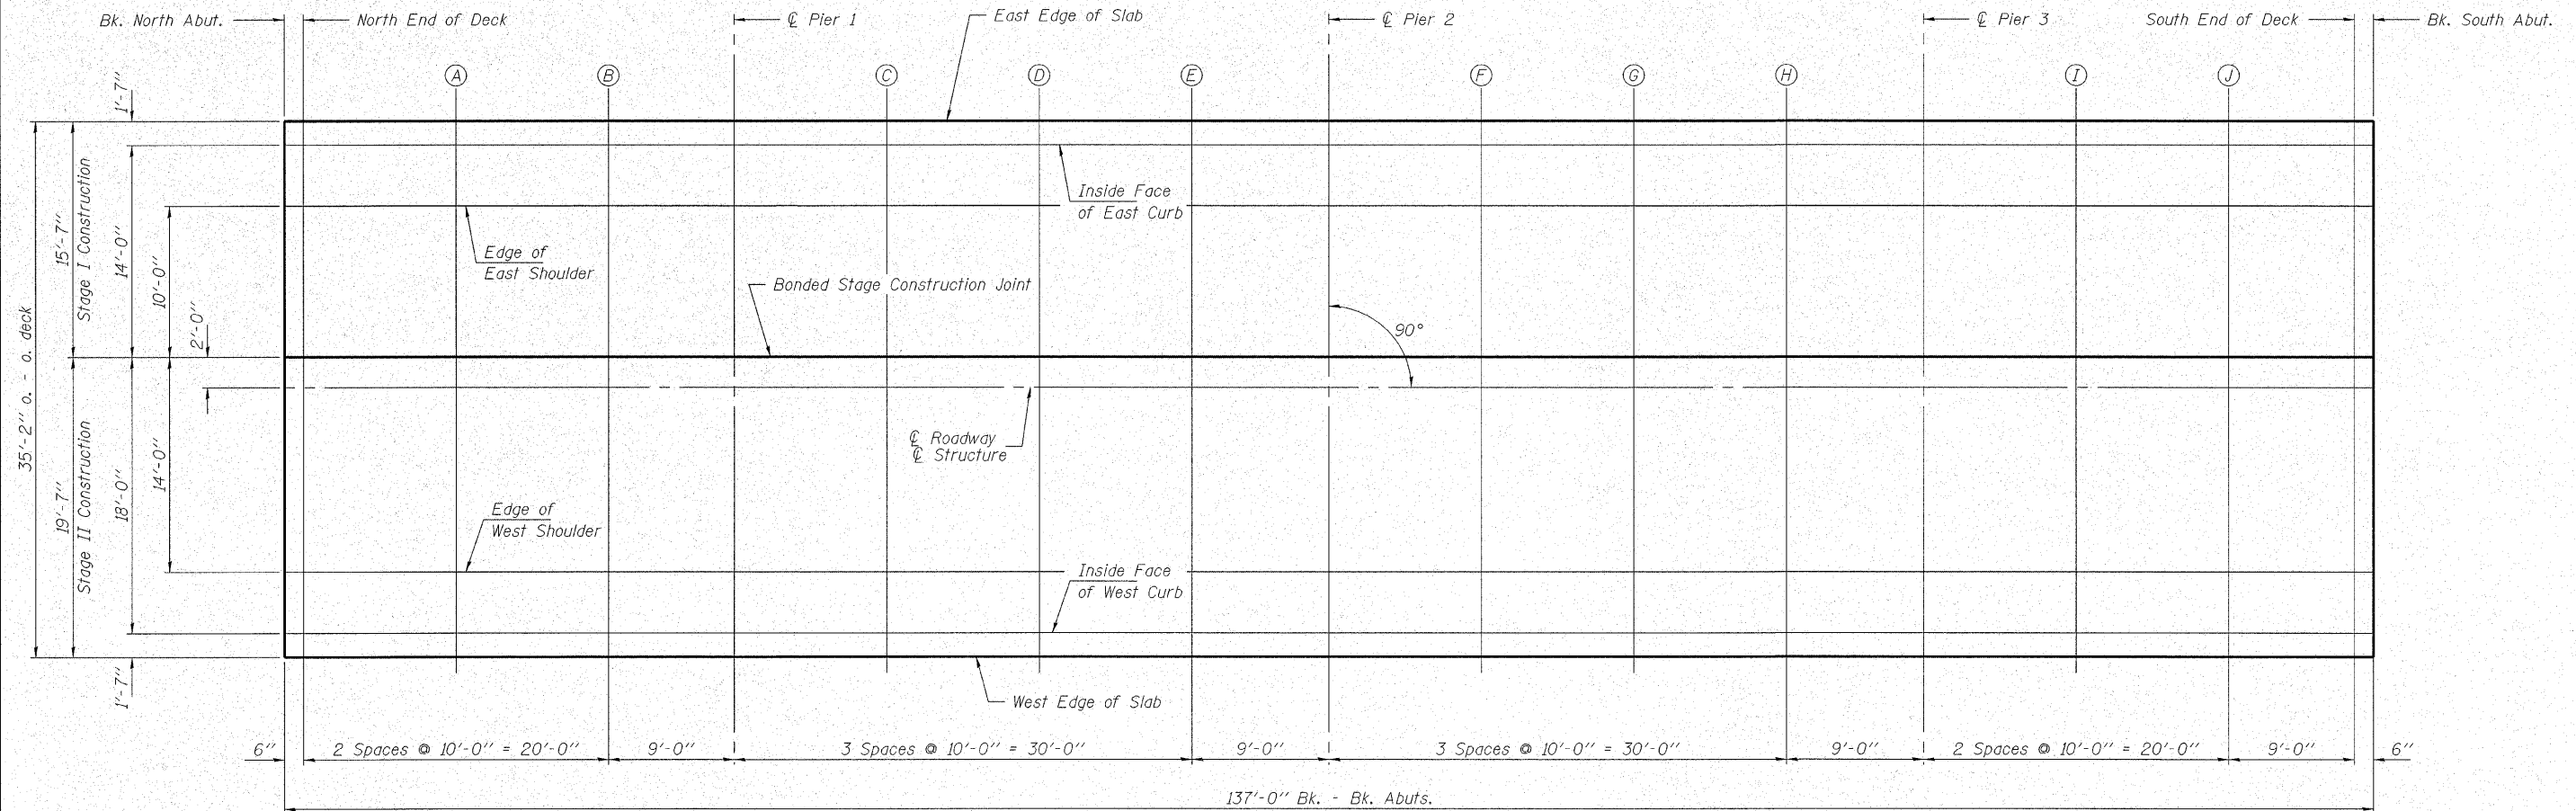 Bk. North Abut.
North End of Deck
℄ Pier 1
East Edge of Slab
℄ Pier 2
℄ Pier 3
South End of Deck
Bk. South Abut.
A
B
C
D
E
F
G
H
I
J
1'-7"
35'-2" o. - o. deck
15'-7"
Stage I Construction
14'-0"
10'-0"
2'-0"
Inside Face
of East Curb
Edge of
East Shoulder
Bonded Stage Construction Joint
90°
℄ Roadway
℄ Structure
19'-7"
Stage II Construction
18'-0"
14'-0"
Edge of
West Shoulder
Inside Face
of West Curb
1'-7"
West Edge of Slab
6"
2 Spaces @ 10'-0" = 20'-0"
9'-0"
3 Spaces @ 10'-0" = 30'-0"
9'-0"
3 Spaces @ 10'-0" = 30'-0"
9'-0"
2 Spaces @ 10'-0" = 20'-0"
9'-0"
6"
137'-0" Bk. - Bk. Abuts.